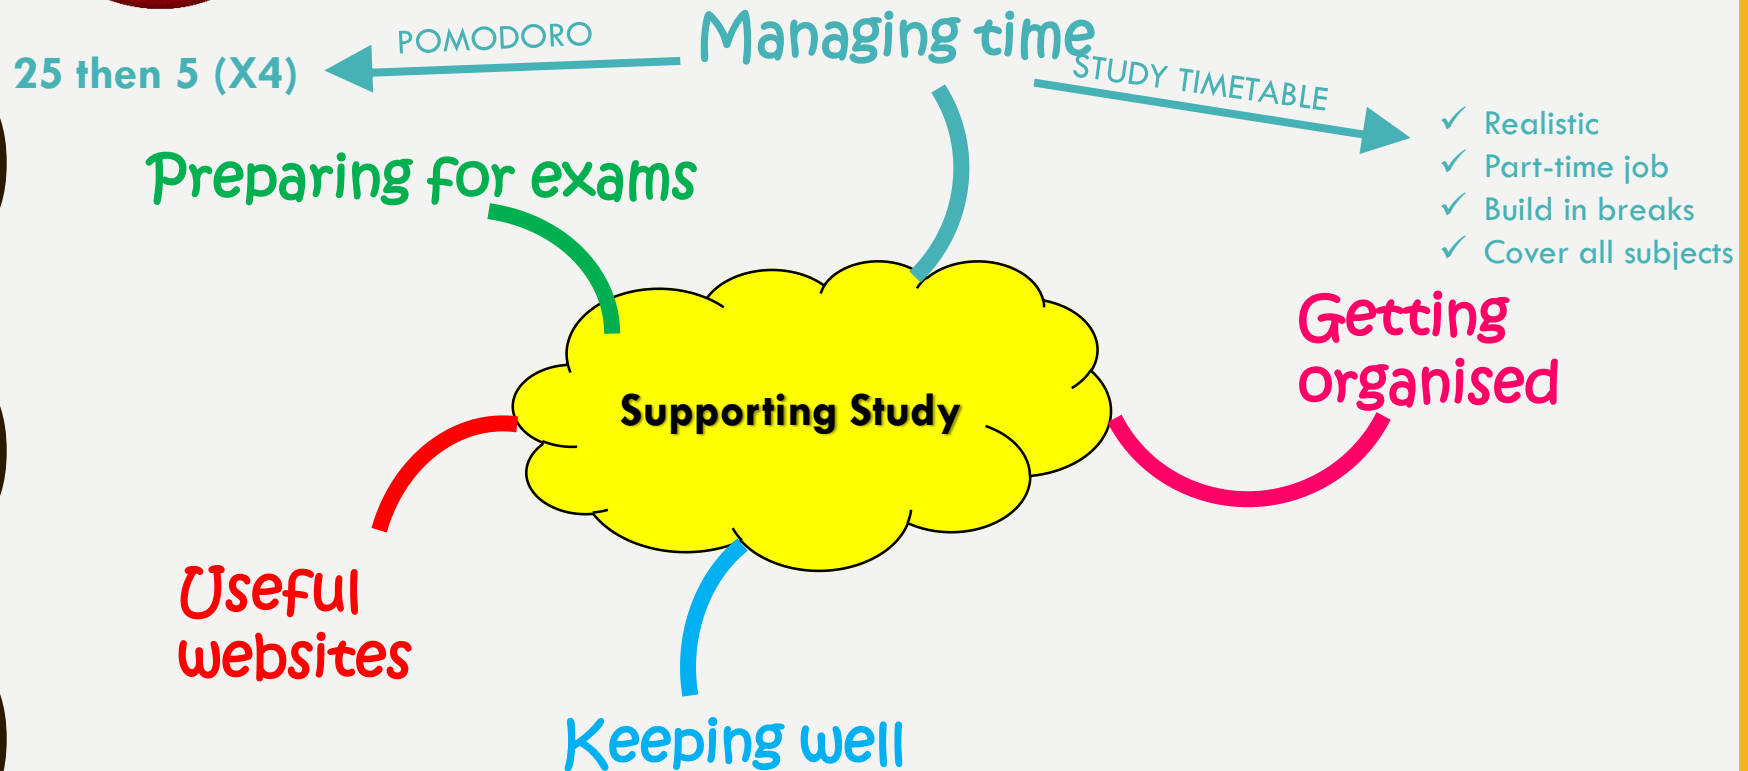 Managing time
POMODORO
25 then 5 (X4)
STUDY TIMETABLE
✓ Realistic
✓ Part-time job
✓ Build in breaks
✓ Cover all subjects
Preparing for exams
Getting
organised
Supporting Study
Useful
websites
Keeping well